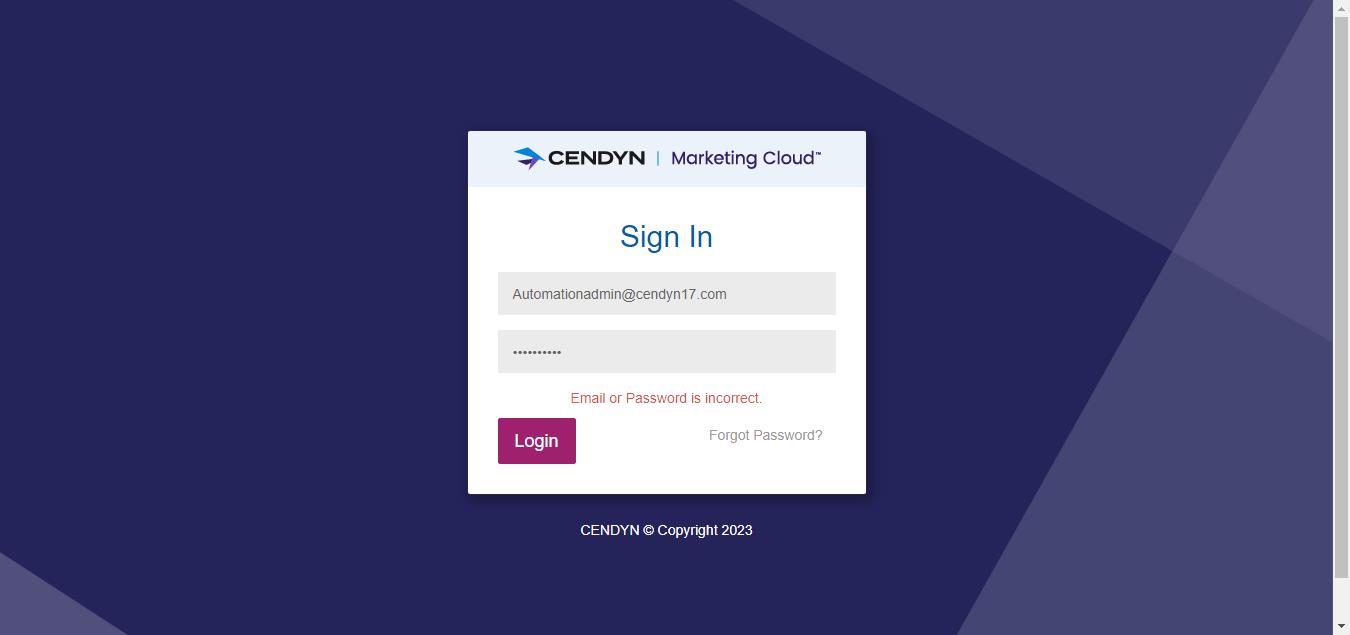 CENDYN | Marketing Cloud™
Sign In
Automationadmin@cendyn17.com
••••••••••
Email or Password is incorrect.
Login
Forgot Password?
CENDYN © Copyright 2023